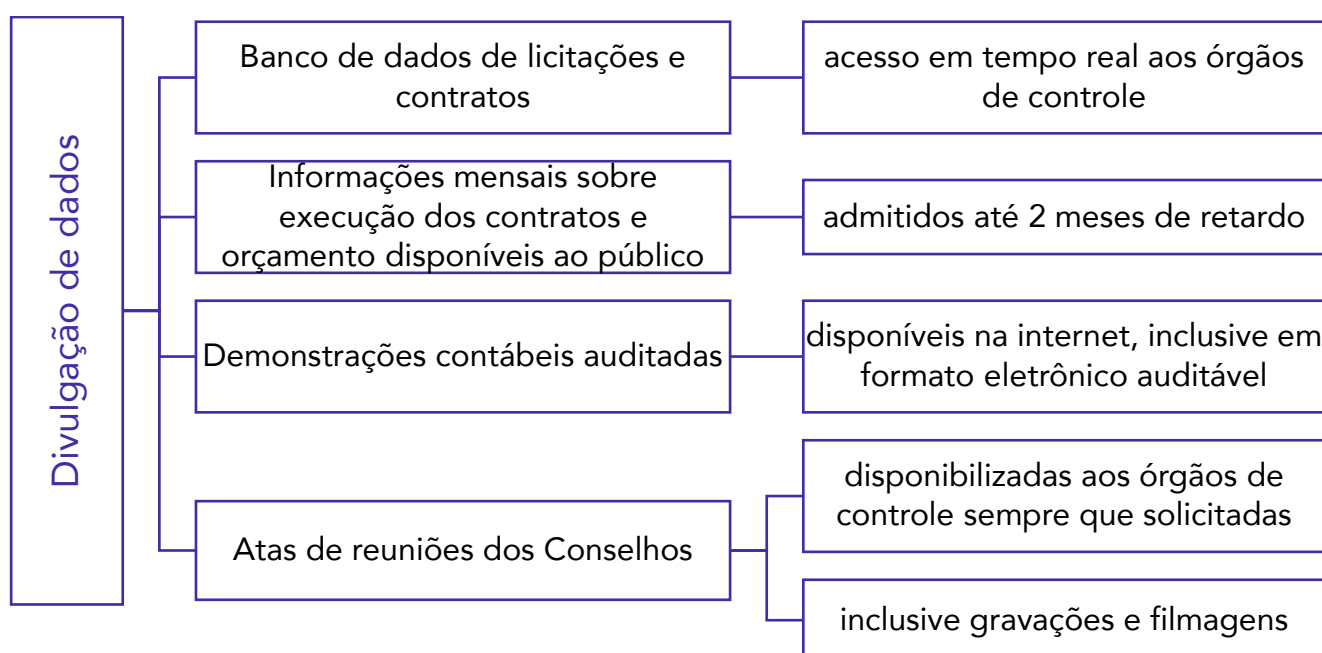 Divulgação de dados
Banco de dados de licitações e
contratos
acesso em tempo real aos órgãos
de controle
Informações mensais sobre
execução dos contratos e
orçamento disponíveis ao público
admitidos até 2 meses de retardo
Demonstrações contábeis auditadas
disponíveis na internet, inclusive em
formato eletrônico auditável
Atas de reuniões dos Conselhos
disponibilizadas aos órgãos de
controle sempre que solicitadas
inclusive gravações e filmagens